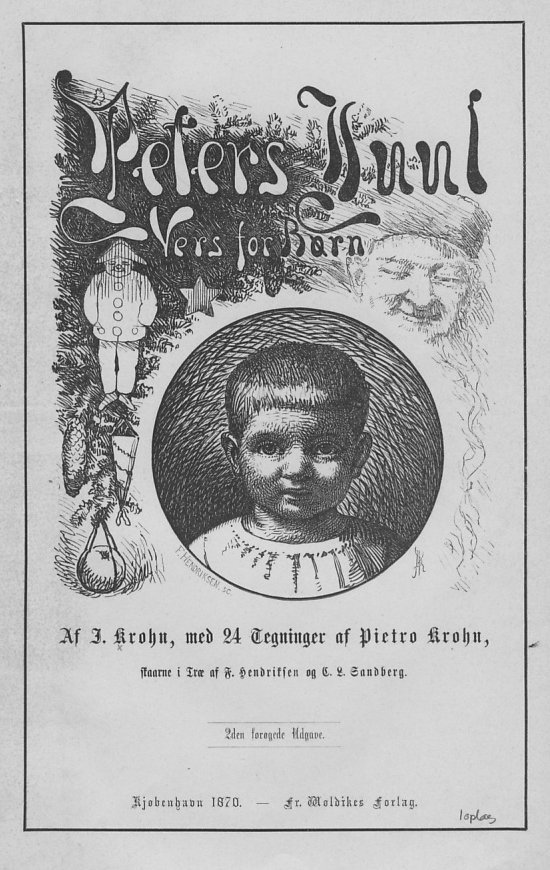 Peters Juul
Vers for Børn
F. HENDRIKSEN. SC.
Af J. Krohn, med 24 Tegninger af Pietro Krohn,
skaarne i Træ af F. Hendriksen og C. L. Sandberg.
2den forøgede Udgave.
Kjøbenhavn 1870. — Fr. Wøldikes Forlag.